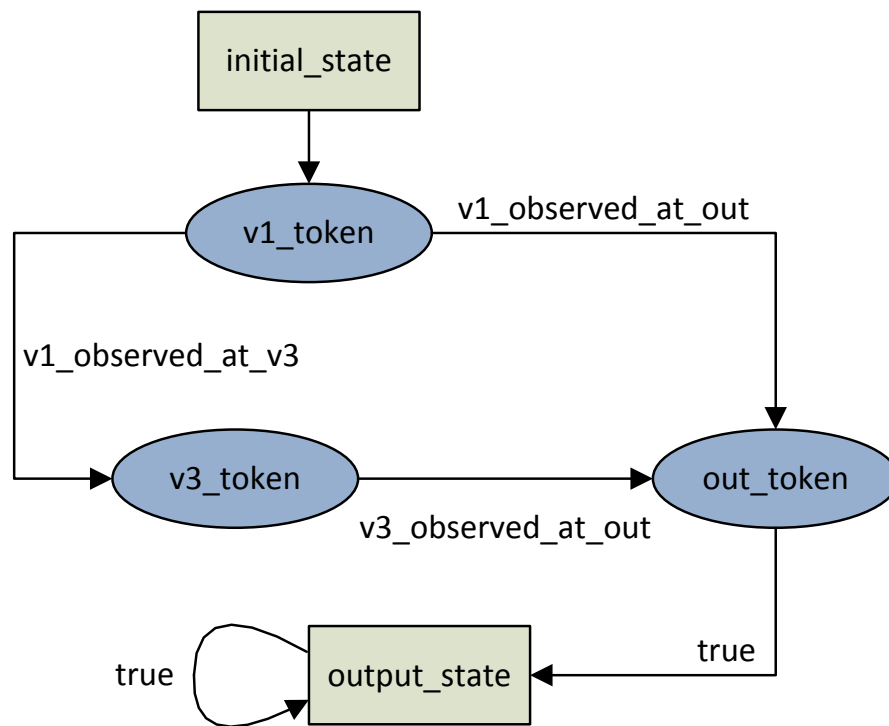 initial_state
v1_token
v1_observed_at_out
v1_observed_at_v3
v3_token
out_token
v3_observed_at_out
true
true
output_state